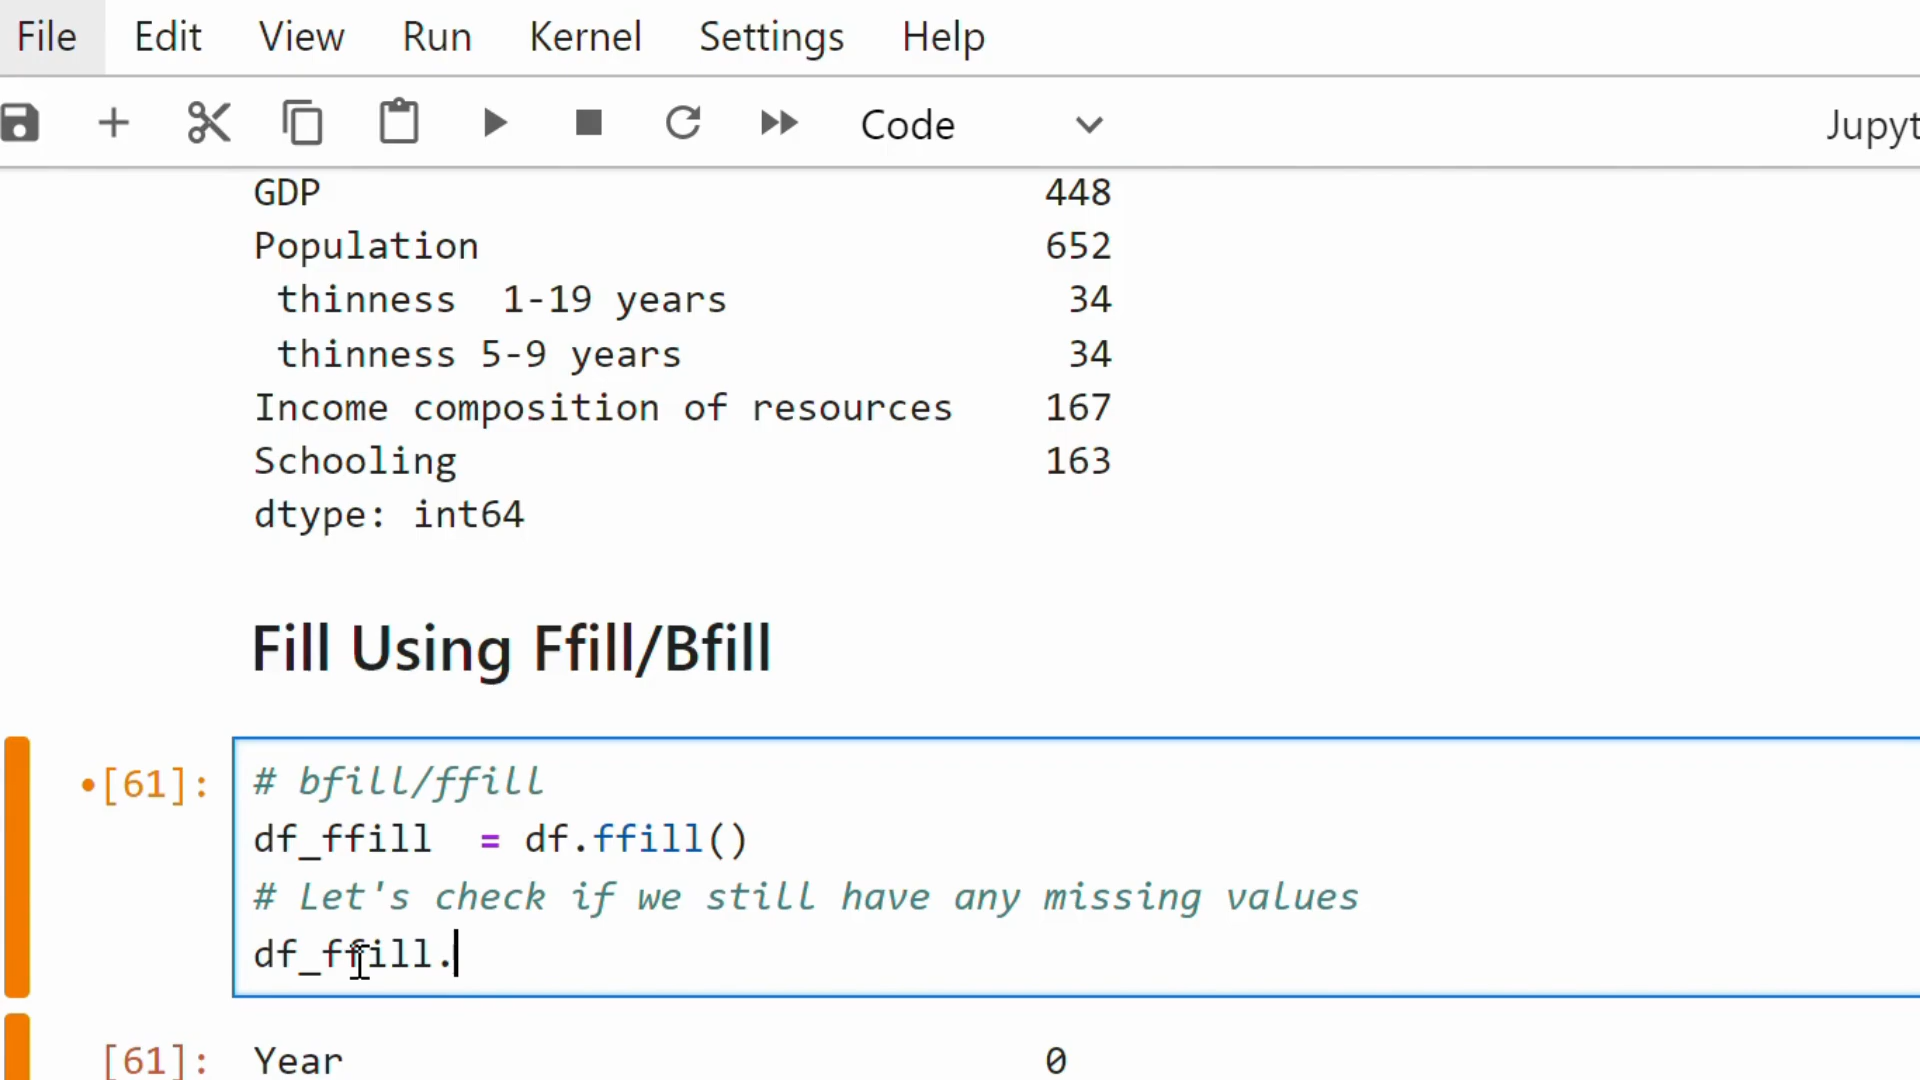 File Edit View Run Kernel Settings Help
Code Jupyt
GDP 448
Population 652
thinness  1-19 years 34
thinness 5-9 years 34
Income composition of resources 167
Schooling 163
dtype: int64
Fill Using Ffill/Bfill
•[61]: # bfill/ffill
df_ffill  = df.ffill()
# Let's check if we still have any missing values
df_ffill.
[61]: Year 0